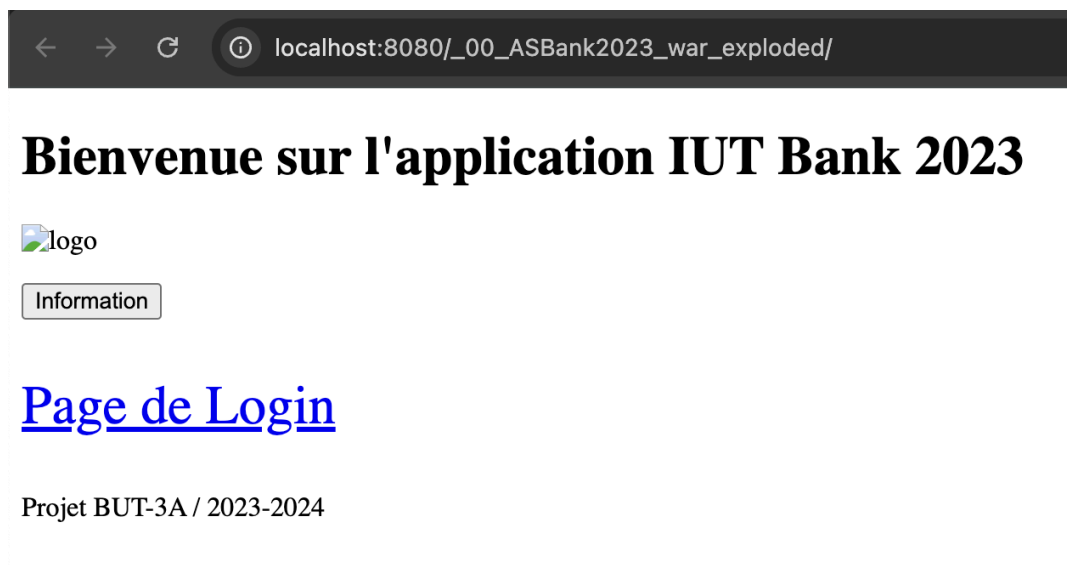 localhost:8080/_00_ASBank2023_war_exploded/
Bienvenue sur l'application IUT Bank 2023
logo
Information
Page de Login
Projet BUT-3A / 2023-2024